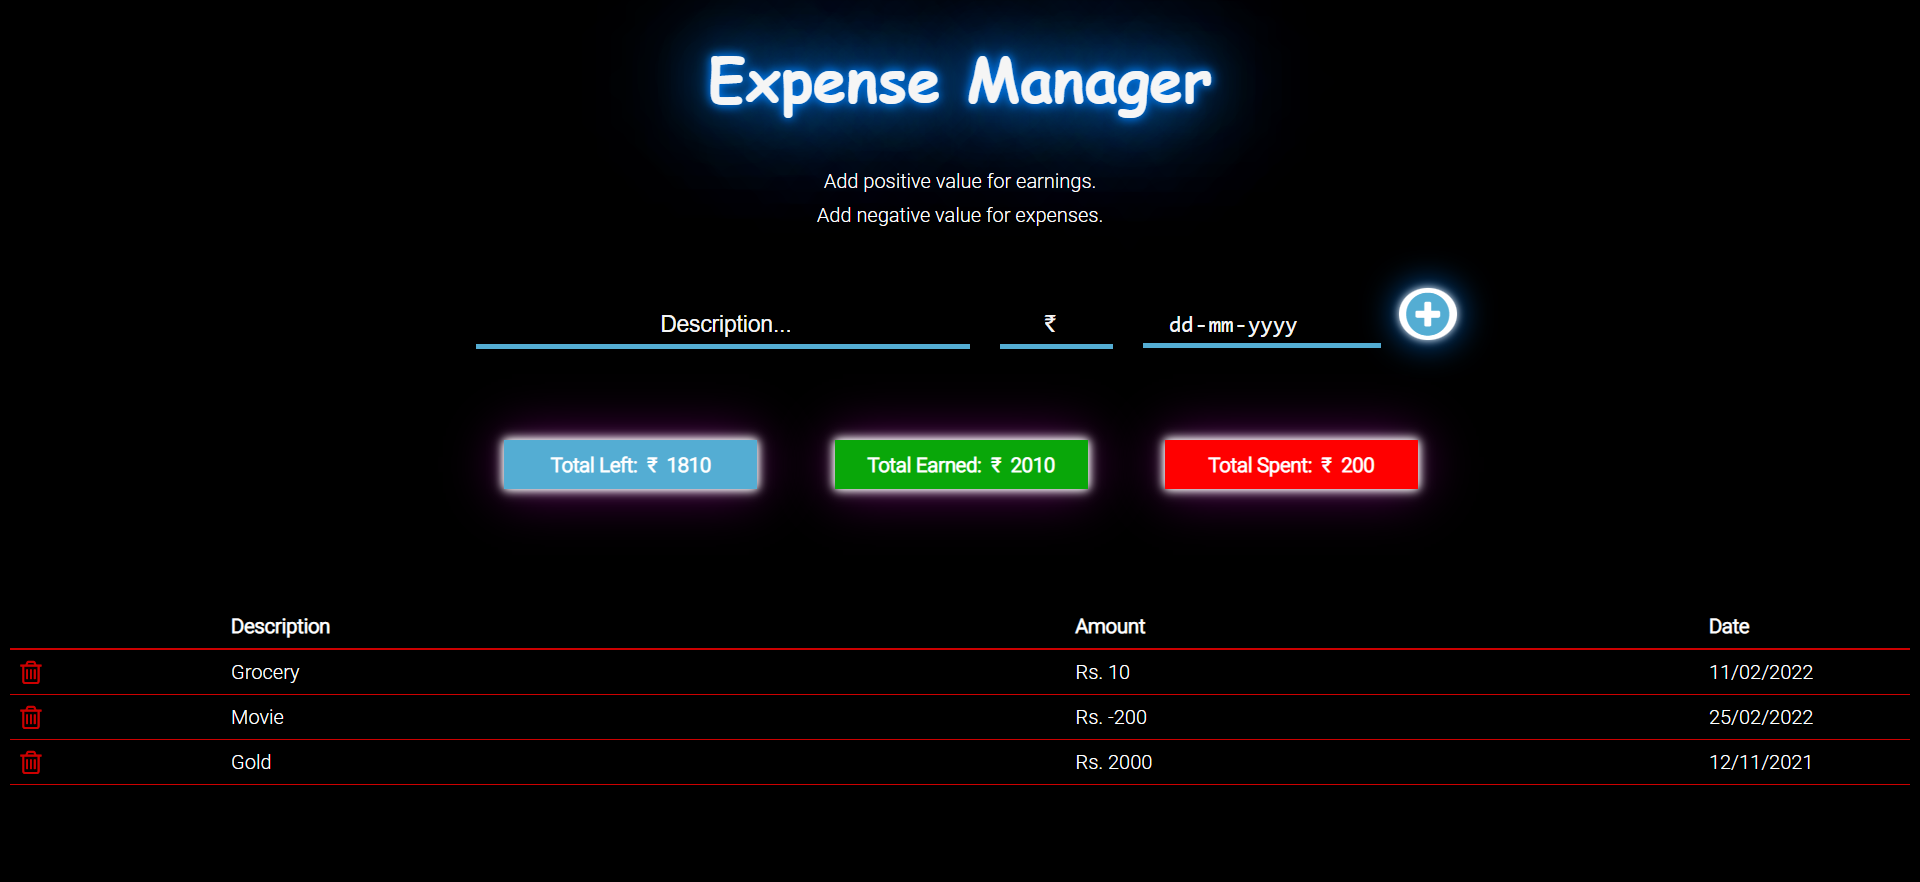 Expense Manager
Add positive value for earnings.
Add negative value for expenses.
Description... ₹ dd-mm-yyyy
Total Left: ₹ 1810 Total Earned: ₹ 2010 Total Spent: ₹ 200
Description Amount Date
Grocery Rs. 10 11/02/2022
Movie Rs. -200 25/02/2022
Gold Rs. 2000 12/11/2021